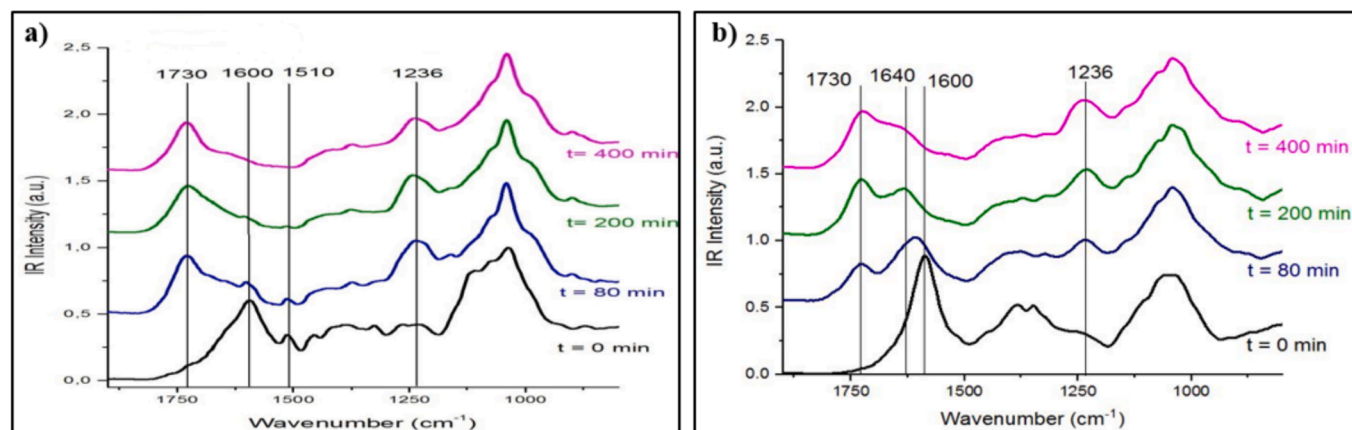 a)
2.5
1730 1600 1510 1236
2.0
t= 400 min
1.5
t= 200 min
1.0
t= 80 min
0.5
t = 0 min
0.0
IR Intensity (a.u.)
1750 1500 1250 1000
Wavenumber (cm⁻¹)
b)
2.5
1730 1640 1600 1236
2.0
t = 400 min
1.5
t = 200 min
1.0
t = 80 min
0.5
t = 0 min
0.0
IR Intensity (a.u.)
1750 1500 1250 1000
Wavenumber (cm⁻¹)